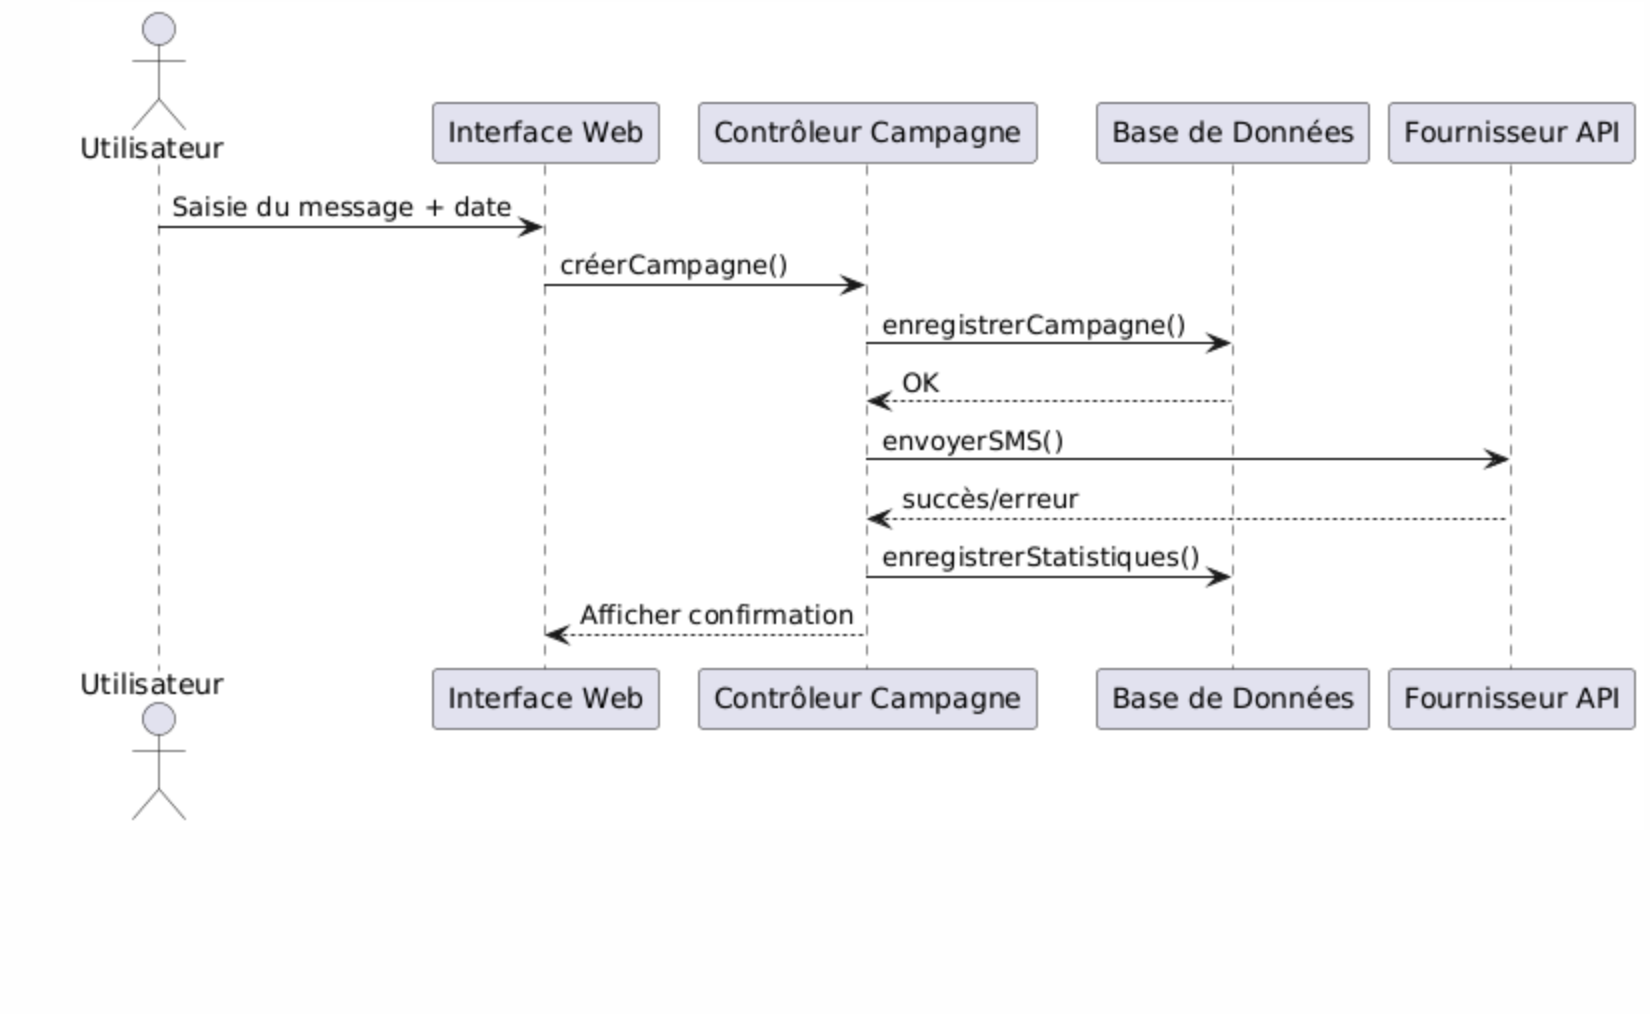 Utilisateur
Interface Web
Contrôleur Campagne
Base de Données
Fournisseur API
Saisie du message + date
créerCampagne()
enregistrerCampagne()
OK
envoyerSMS()
succès/erreur
enregistrerStatistiques()
Afficher confirmation
Utilisateur
Interface Web
Contrôleur Campagne
Base de Données
Fournisseur API